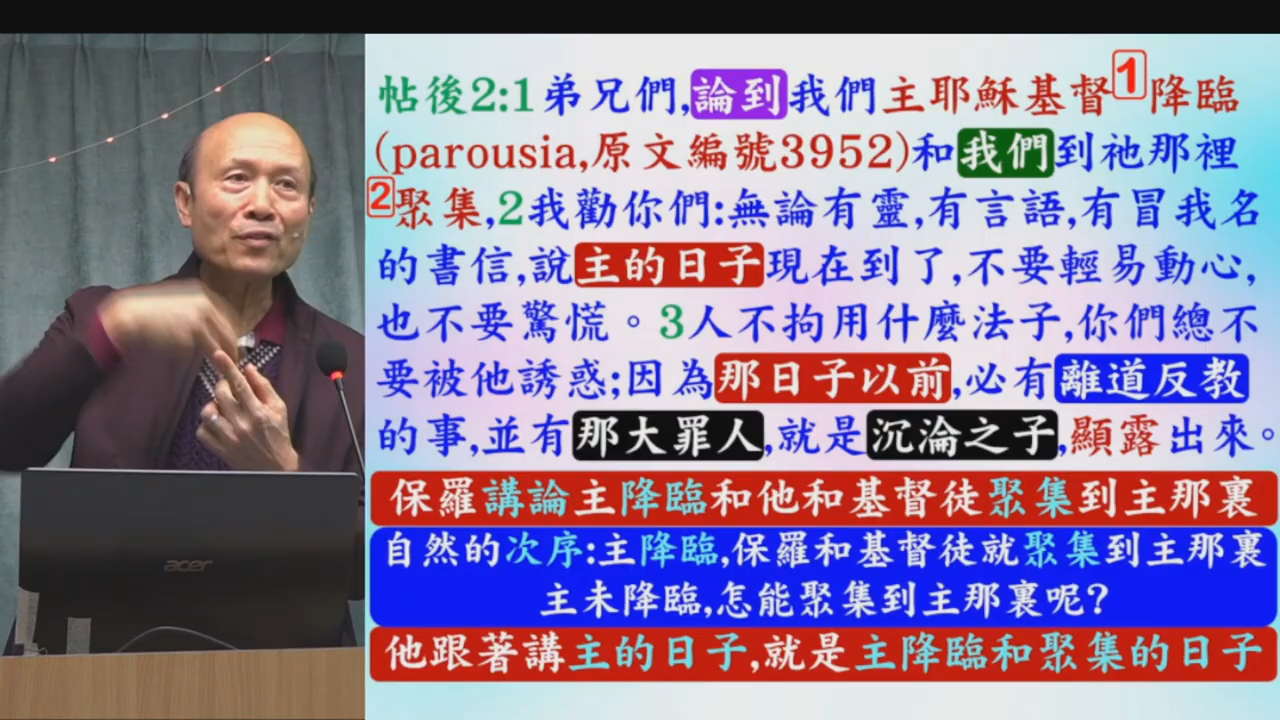 帖後2:1弟兄們,論到我們主耶穌基督1降臨
(parousia,原文編號3952)和我們到祂那裡
2聚集,2我勸你們:無論有靈,有言語,有冒我名
的書信,說主的日子現在到了,不要輕易動心,
也不要驚慌。3人不拘用什麼法子,你們總不
要被他誘惑;因為那日子以前,必有離道反教
的事,並有那大罪人,就是沉淪之子,顯露出來。
保羅講論主降臨和他和基督徒聚集到主那裏
自然的次序:主降臨,保羅和基督徒就聚集到主那裏
主未降臨,怎能聚集到主那裏呢?
他跟著講主的日子,就是主降臨和聚集的日子
acer